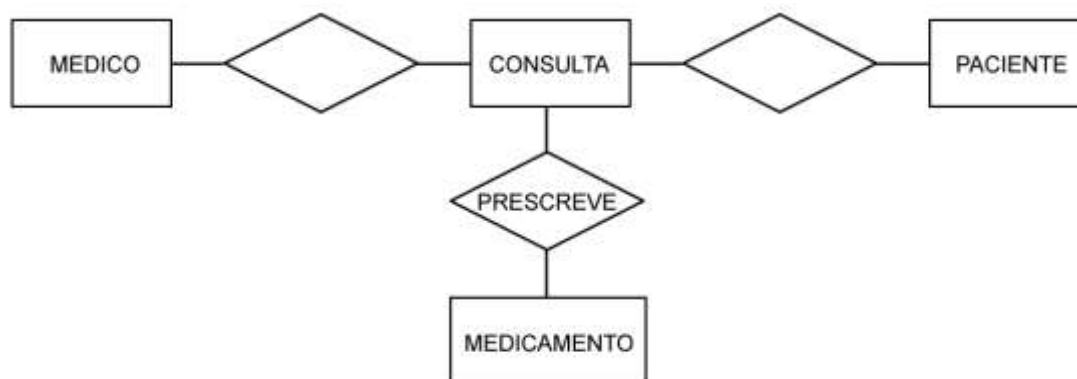 MEDICO
CONSULTA
PACIENTE
PRESCREVE
MEDICAMENTO